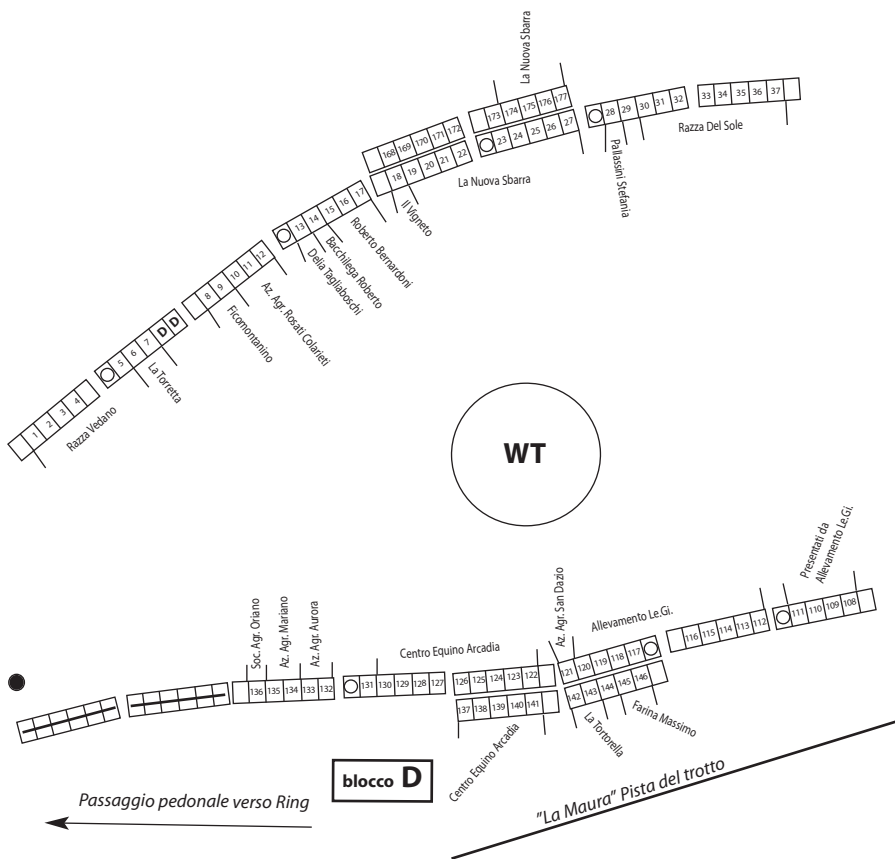 La Nuova Sbarra
173 174 175 176 177
33 34 35 36 37
28 29 30 31 32
Razza Del Sole
Pallassini Stefania
168 169 170 171 172
23 24 25 26 27
La Nuova Sbarra
18 19 20 21 22
Il Vigneto
13 14 15 16 17
Roberto Bernardoni
Bacchilega Roberto
Delia Tagliaboschi
8 9 10 11 12
Az. Agr. Rosati Colarieti
Ficomontanino
5 6 7 D D
La Torretta
1 2 3 4
Razza Vedano
WT
Presentati da
Allevamento Le.Gi.
111 110 109 108
116 115 114 113 112
Allevamento Le.Gi.
Az. Agr. San Dazio
121 120 119 118 117
142 143 144 145 146
La Tortorella
Farina Massimo
Centro Equino Arcadia
126 125 124 123 122
131 130 129 128 127
137 138 139 140 141
Centro Equino Arcadia
Soc. Agr. Oriano
Az. Agr. Mariano
Az. Agr. Aurora
136 135 134 133 132
blocco D
Passaggio pedonale verso Ring
"La Maura" Pista del trotto